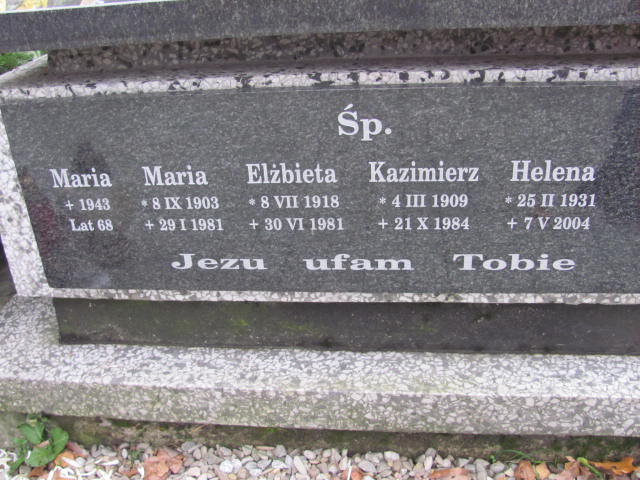 Śp.
Maria Maria Elżbieta Kazimierz Helena
+ 1943 * 8 IX 1903 * 8 VII 1918 * 4 III 1909 * 25 II 1931
Lat 68 + 29 I 1981 + 30 VI 1981 + 21 X 1984 + 7 V 2004
Jezu ufam Tobie